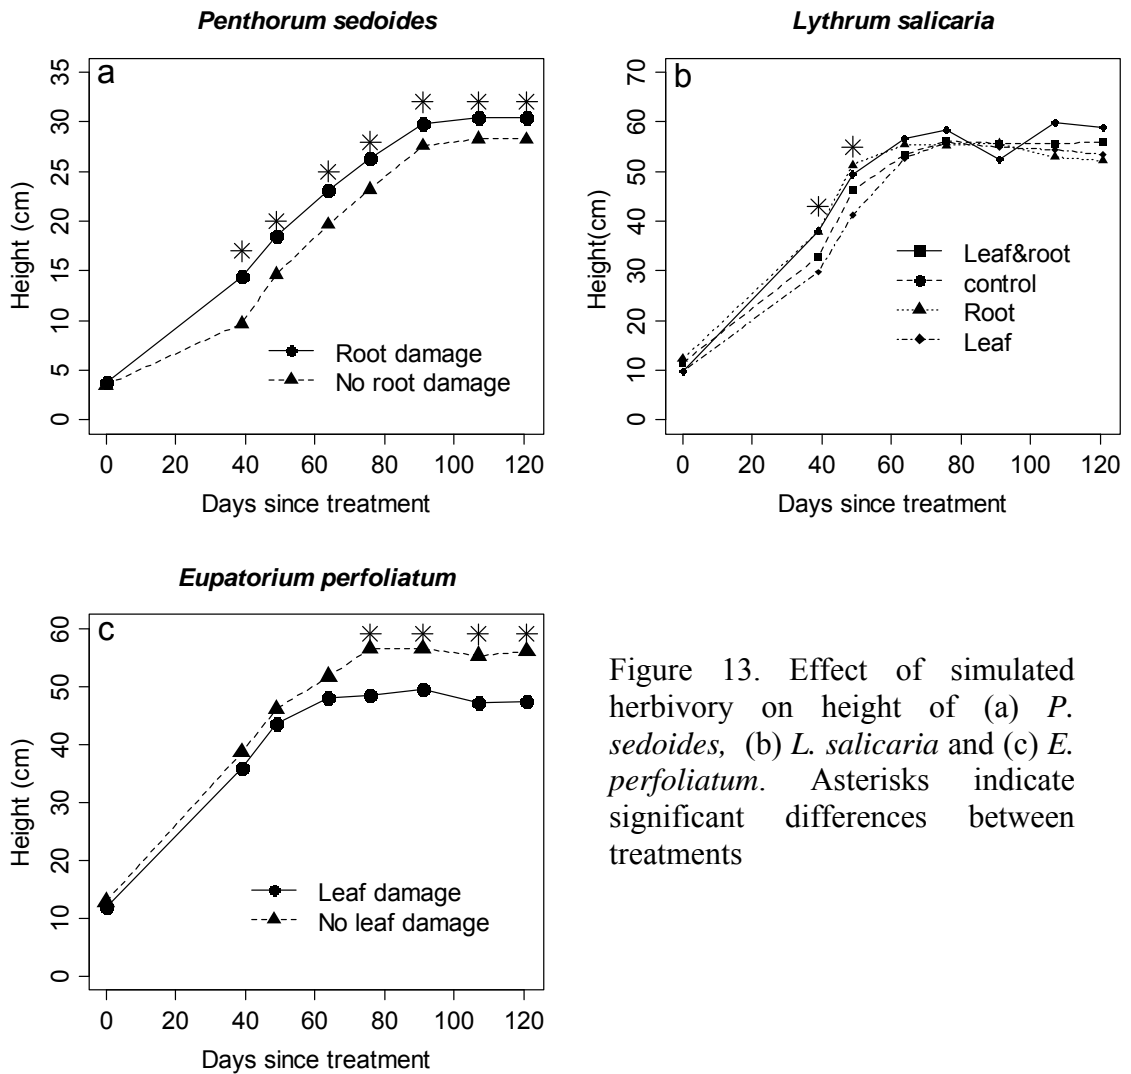 Penthorum sedoides
a
35
30
25
20
15
10
5
0
Height (cm)
Root damage
No root damage
0 20 40 60 80 100 120
Days since treatment
Lythrum salicaria
b
70
60
50
40
30
20
10
0
Height(cm)
Leaf&root
control
Root
Leaf
0 20 40 60 80 100 120
Days since treatment
Eupatorium perfoliatum
c
60
50
40
30
20
10
0
Height (cm)
Leaf damage
No leaf damage
0 20 40 60 80 100 120
Days since treatment
Figure 13. Effect of simulated
herbivory on height of (a) P.
sedoides, (b) L. salicaria and (c) E.
perfoliatum. Asterisks indicate
significant differences between
treatments